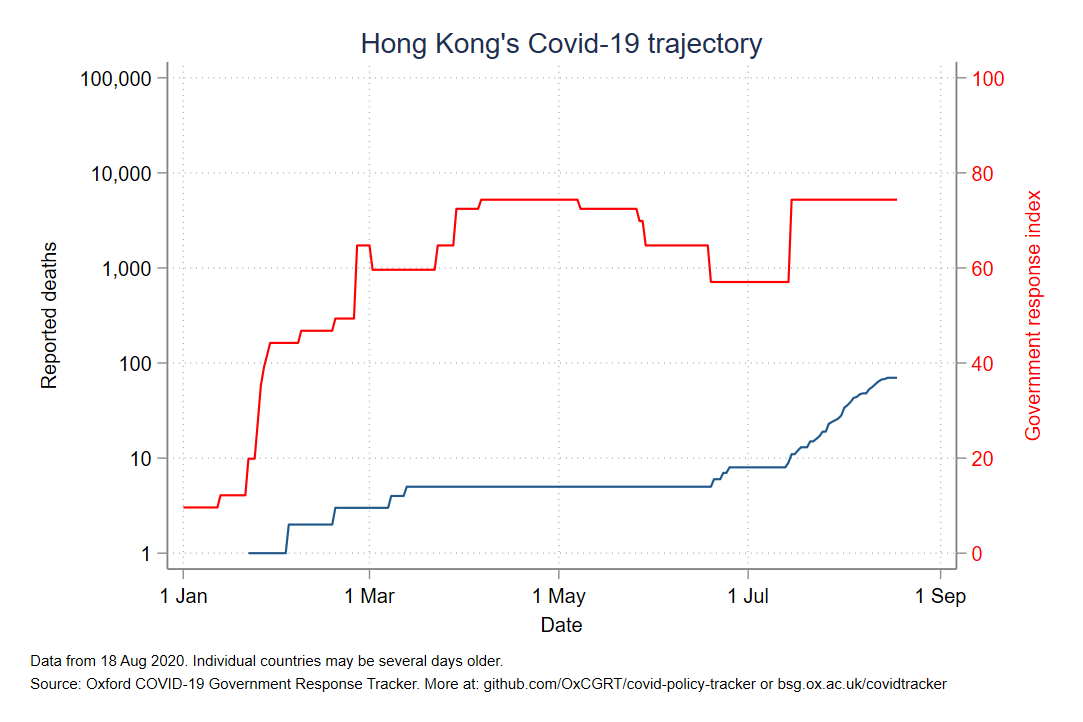 Hong Kong's Covid-19 trajectory
100,000
10,000
1,000
100
10
1
Reported deaths
100
80
60
40
20
0
Government response index
1 Jan
1 Mar
1 May
1 Jul
1 Sep
Date
Data from 18 Aug 2020. Individual countries may be several days older.
Source: Oxford COVID-19 Government Response Tracker. More at: github.com/OxCGRT/covid-policy-tracker or bsg.ox.ac.uk/covidtracker